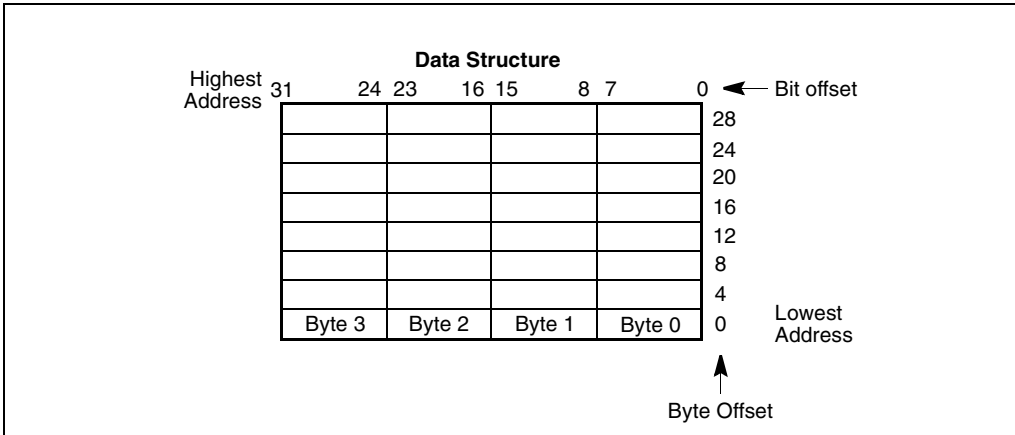 Data Structure
Highest Address
31 24 23 16 15 8 7 0
Bit offset
28
24
20
16
12
8
4
Byte 3 Byte 2 Byte 1 Byte 0 0
Lowest Address
Byte Offset